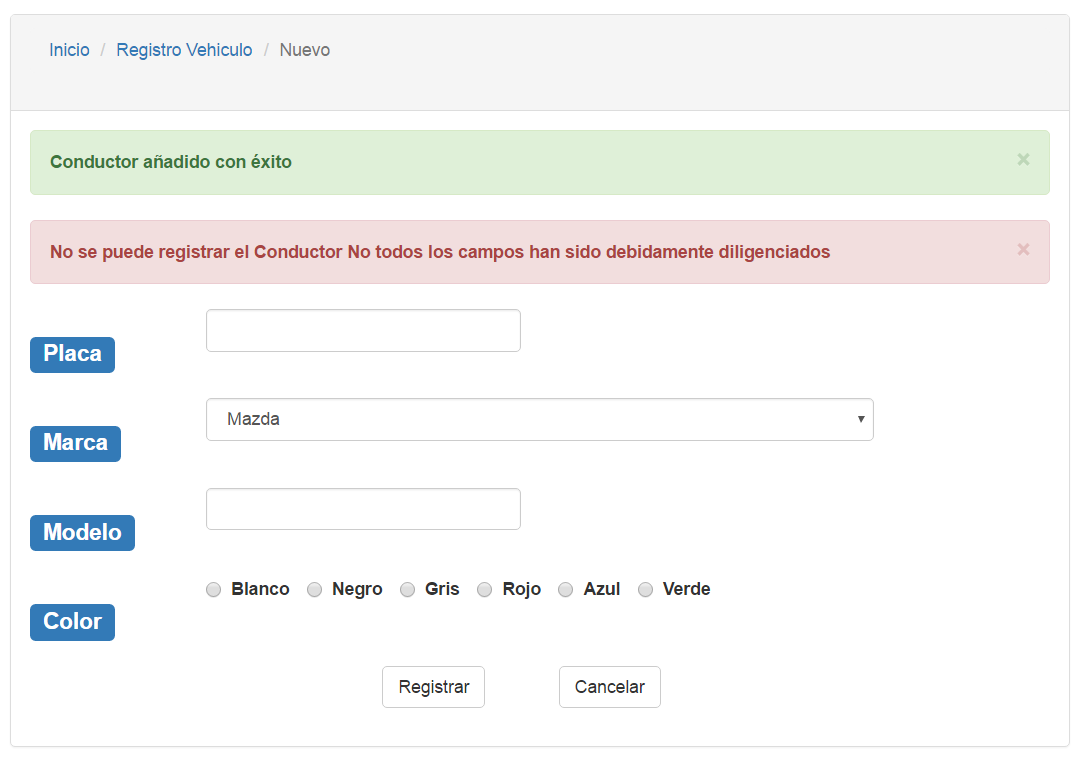 Inicio / Registro Vehiculo / Nuevo
Conductor añadido con éxito ×
No se puede registrar el Conductor No todos los campos han sido debidamente diligenciados ×
Placa
Marca Mazda
Modelo
Color Blanco Negro Gris Rojo Azul Verde
Registrar Cancelar